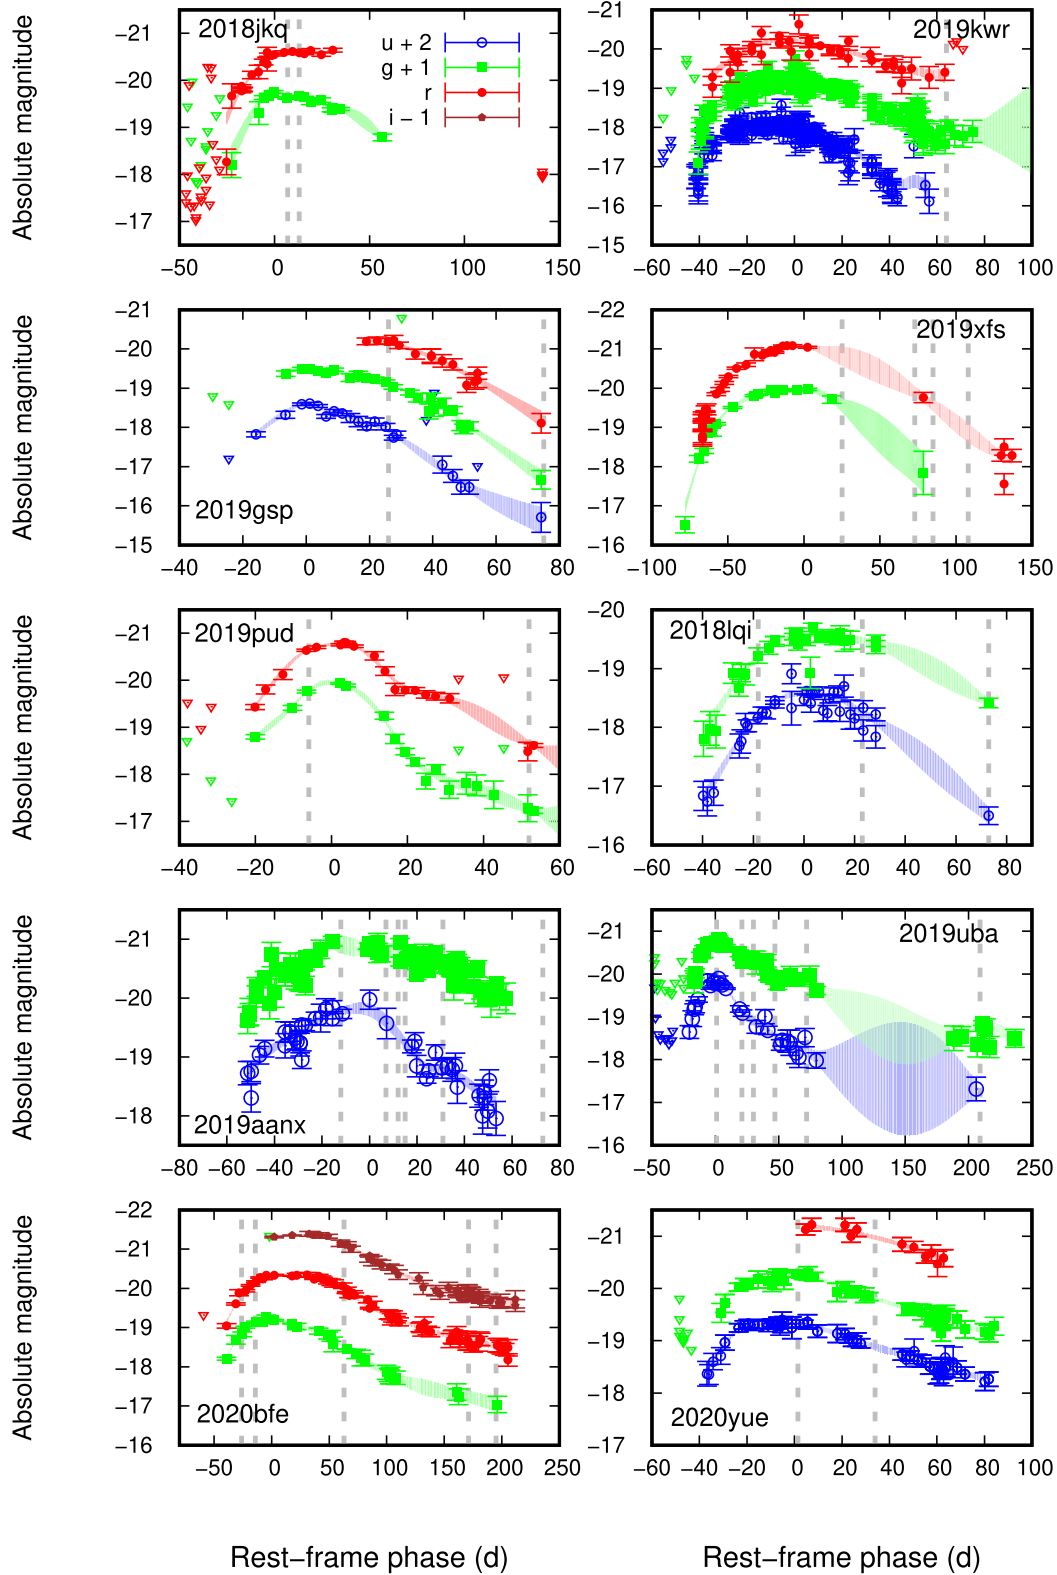 Absolute magnitude
−21
−20
−19
−18
−17
−50 0 50 100 150
2018jkq
u + 2
g + 1
r
i − 1
−21
−20
−19
−18
−17
−16
−15
−60 −40 −20 0 20 40 60 80 100
2019kwr
Absolute magnitude
−21
−20
−19
−18
−17
−16
−15
−40 −20 0 20 40 60 80
2019gsp
−22
−21
−20
−19
−18
−17
−16
−100 −50 0 50 100 150
2019xfs
Absolute magnitude
−21
−20
−19
−18
−17
−40 −20 0 20 40 60
2019pud
−20
−19
−18
−17
−16
−60 −40 −20 0 20 40 60 80
2018lqi
Absolute magnitude
−21
−20
−19
−18
−80 −60 −40 −20 0 20 40 60 80
2019aanx
−21
−20
−19
−18
−17
−16
−50 0 50 100 150 200 250
2019uba
Absolute magnitude
−22
−21
−20
−19
−18
−17
−16
−50 0 50 100 150 200 250
2020bfe
−21
−20
−19
−18
−17
−60 −40 −20 0 20 40 60 80 100
2020yue
Rest−frame phase (d)
Rest−frame phase (d)